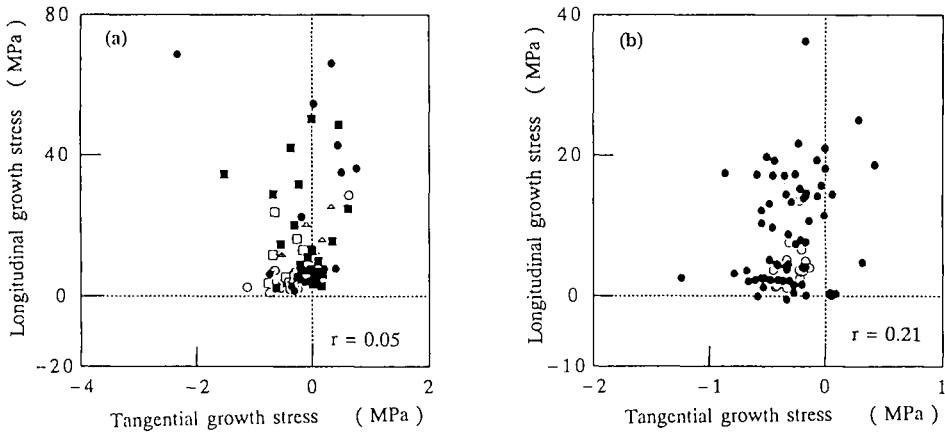 (a)
80
40
0
−20
Longitudinal growth stress ( MPa )
r = 0.05
−4
−2
0
2
4
Tangential growth stress ( MPa )
(b)
40
20
0
−10
Longitudinal growth stress ( MPa )
r = 0.21
−2
−1
0
1
Tangential growth stress ( MPa )